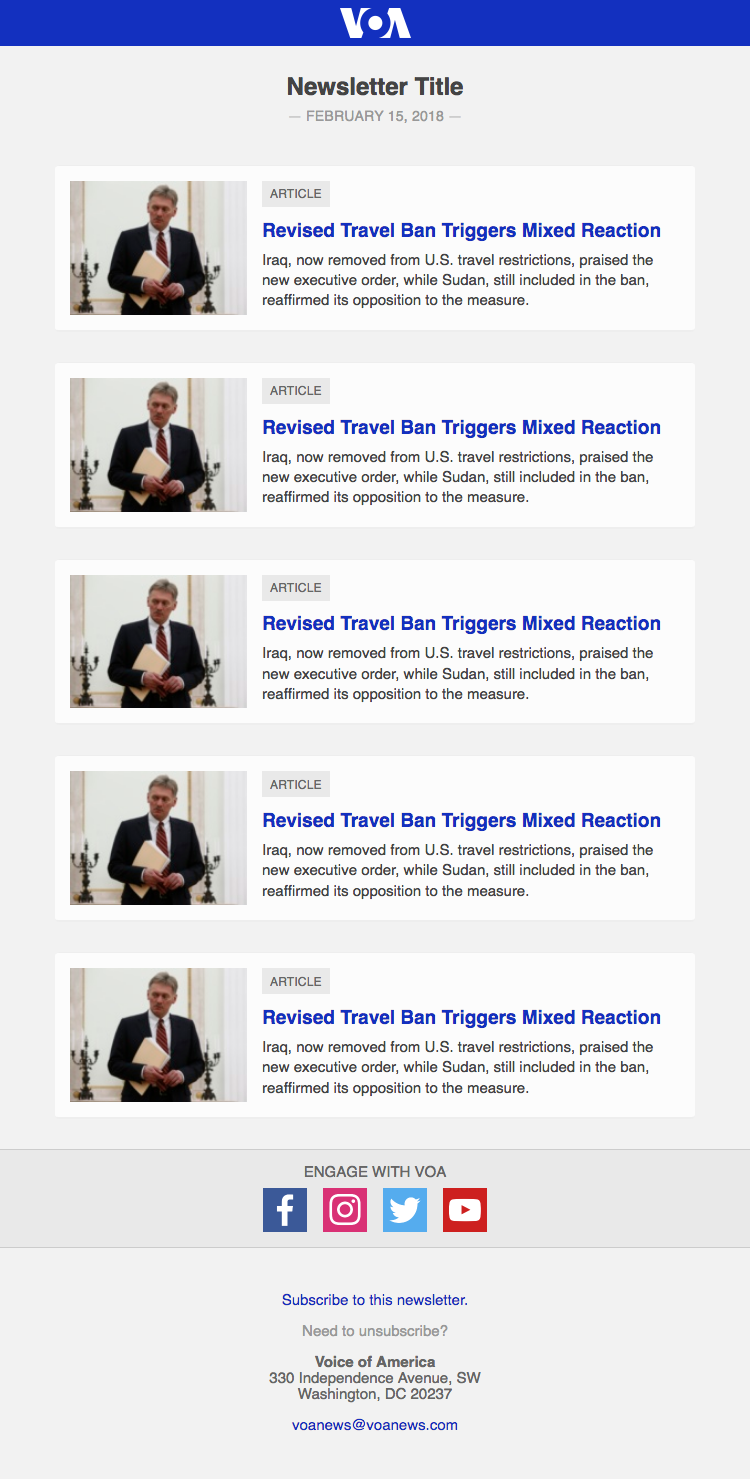 VOA
Newsletter Title
— FEBRUARY 15, 2018 —
ARTICLE
Revised Travel Ban Triggers Mixed Reaction
Iraq, now removed from U.S. travel restrictions, praised the
new executive order, while Sudan, still included in the ban,
reaffirmed its opposition to the measure.
ARTICLE
Revised Travel Ban Triggers Mixed Reaction
Iraq, now removed from U.S. travel restrictions, praised the
new executive order, while Sudan, still included in the ban,
reaffirmed its opposition to the measure.
ARTICLE
Revised Travel Ban Triggers Mixed Reaction
Iraq, now removed from U.S. travel restrictions, praised the
new executive order, while Sudan, still included in the ban,
reaffirmed its opposition to the measure.
ARTICLE
Revised Travel Ban Triggers Mixed Reaction
Iraq, now removed from U.S. travel restrictions, praised the
new executive order, while Sudan, still included in the ban,
reaffirmed its opposition to the measure.
ARTICLE
Revised Travel Ban Triggers Mixed Reaction
Iraq, now removed from U.S. travel restrictions, praised the
new executive order, while Sudan, still included in the ban,
reaffirmed its opposition to the measure.
ENGAGE WITH VOA
Subscribe to this newsletter.
Need to unsubscribe?
Voice of America
330 Independence Avenue, SW
Washington, DC 20237
voanews@voanews.com